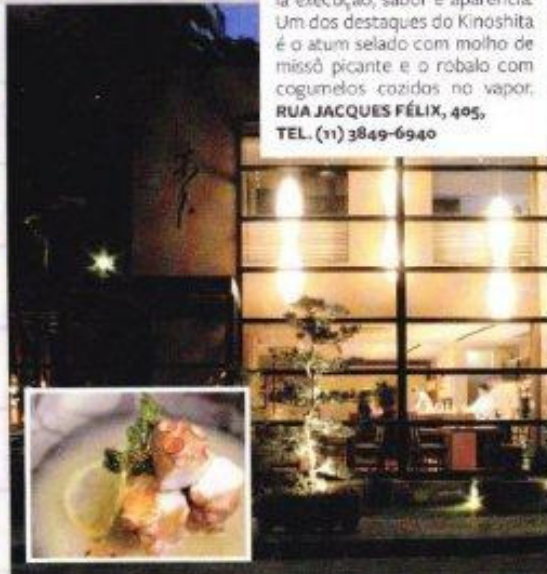 la execução, sabor e aparência.
Um dos destaques do Kinoshita
é o atum selado com molho de
missô picante e o robalo com
cogumelos cozidos no vapor.
RUA JACQUES FÉLIX, 405,
TEL. (11) 3849-6940